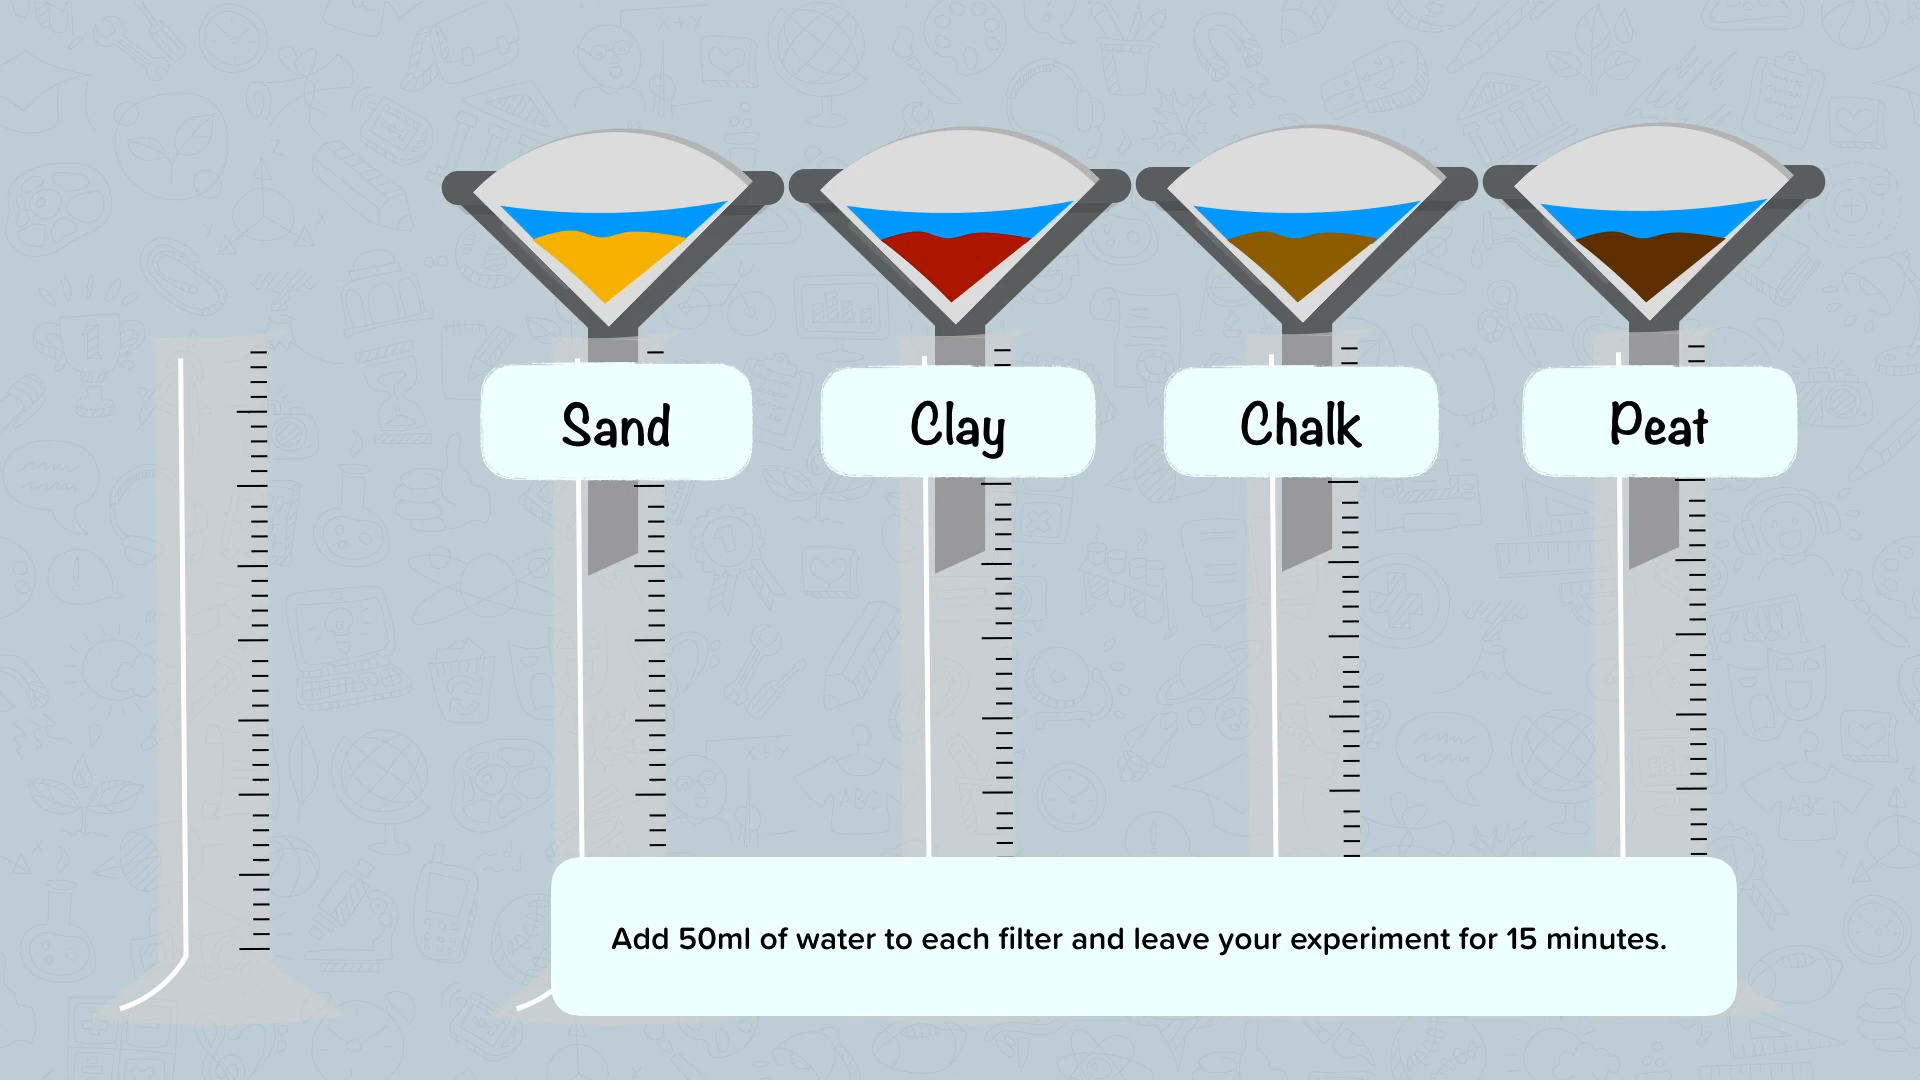 Sand
Clay
Chalk
Peat
Add 50ml of water to each filter and leave your experiment for 15 minutes.